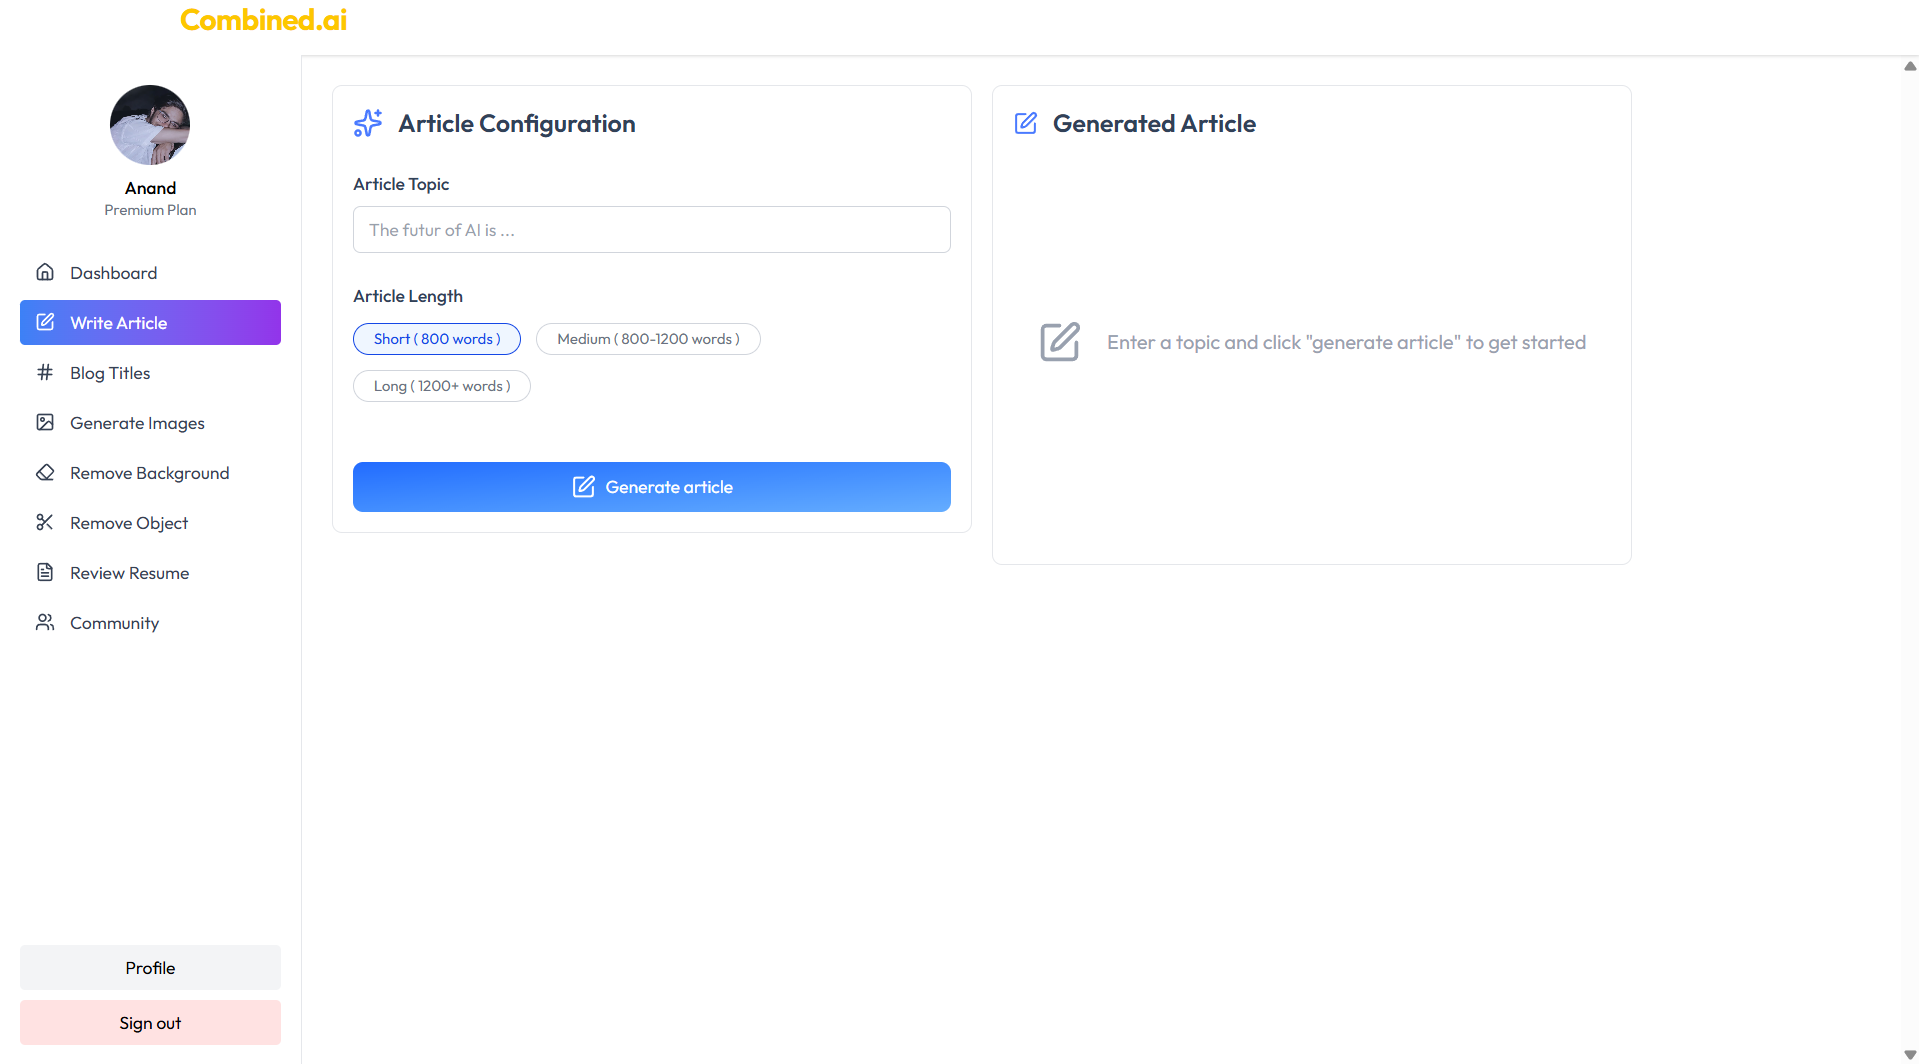 Combined.ai
Anand
Premium Plan
Dashboard
Write Article
Blog Titles
Generate Images
Remove Background
Remove Object
Review Resume
Community
Profile
Sign out
Article Configuration
Article Topic
The futur of AI is ...
Article Length
Short ( 800 words )
Medium ( 800-1200 words )
Long ( 1200+ words )
Generate article
Generated Article
Enter a topic and click "generate article" to get started